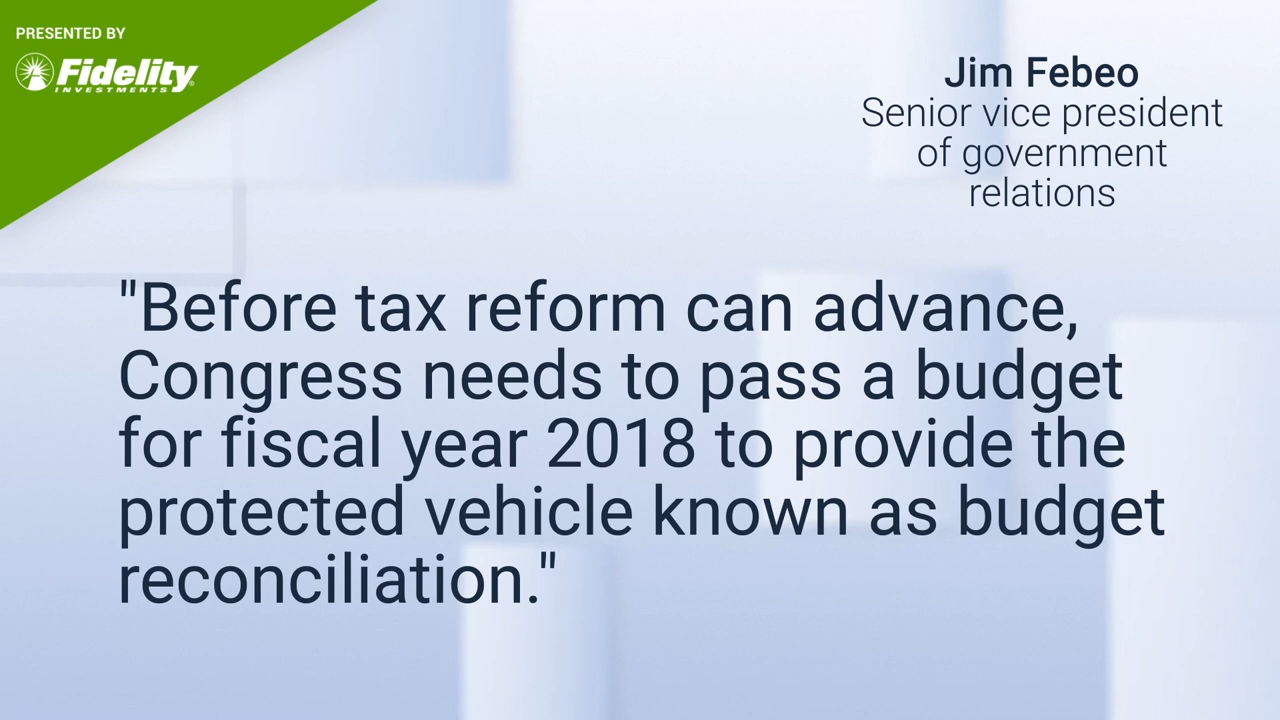 PRESENTED BY
Fidelity
INVESTMENTS®
Jim Febeo
Senior vice president
of government
relations
"Before tax reform can advance,
Congress needs to pass a budget
for fiscal year 2018 to provide the
protected vehicle known as budget
reconciliation."